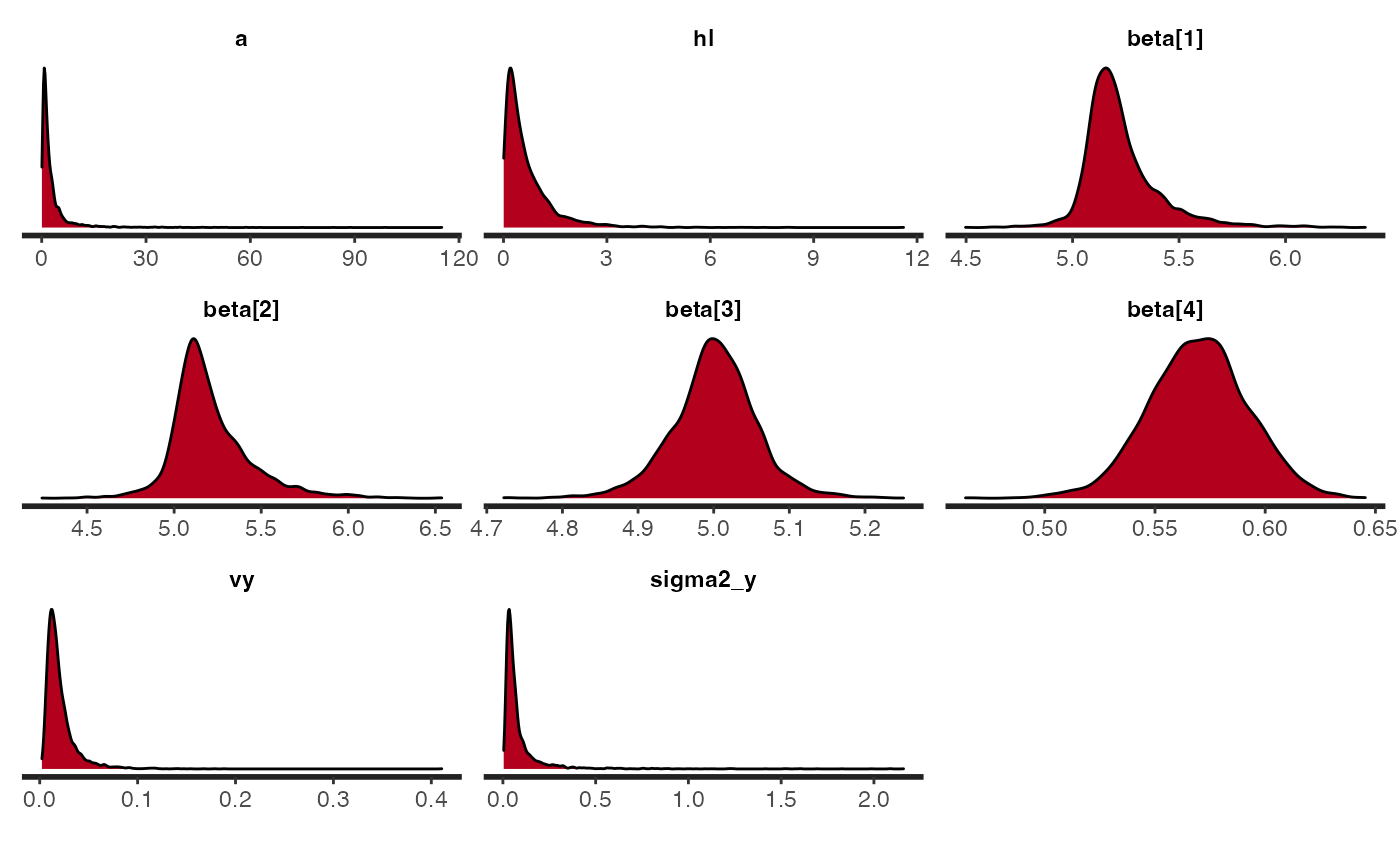 a hl beta[1]
0 30 60 90 120 0 3 6 9 12 4.5 5.0 5.5 6.0
beta[2] beta[3] beta[4]
4.5 5.0 5.5 6.0 6.5 4.7 4.8 4.9 5.0 5.1 5.2 0.50 0.55 0.60 0.65
vy sigma2_y
0.0 0.1 0.2 0.3 0.4 0.0 0.5 1.0 1.5 2.0